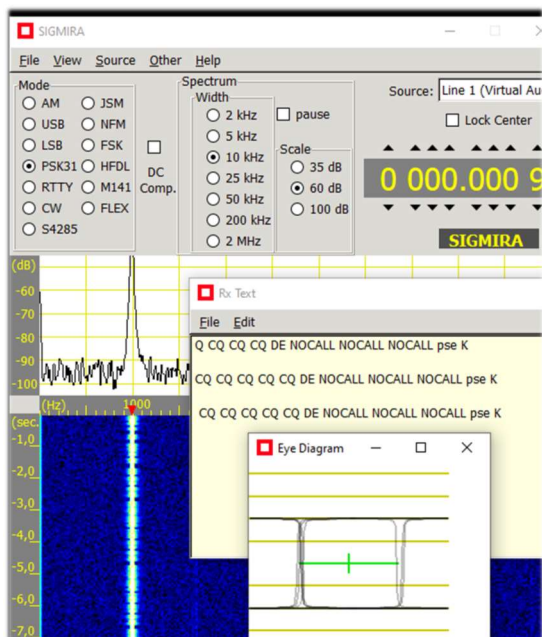 SIGMIRA
File View Source Other Help
Mode
AM JSM
USB NFM
LSB FSK
PSK31 HFDL
RTTY M141
CW FLEX
S4285
DC
Comp.
Spectrum
Width
2 kHz
5 kHz
10 kHz
25 kHz
50 kHz
200 kHz
2 MHz
pause
Scale
35 dB
60 dB
100 dB
Source: Line 1 (Virtual Au
Lock Center
0 000.000 9
SIGMIRA
(dB)
-60
-70
-80
-90
-100
(Hz) 1000
(sec.
-1,0
-2,0
-3,0
-4,0
-5,0
-6,0
-7,0
Rx Text
File Edit
Q CQ CQ CQ DE NOCALL NOCALL NOCALL pse K
CQ CQ CQ CQ CQ DE NOCALL NOCALL NOCALL pse K
CQ CQ CQ CQ CQ DE NOCALL NOCALL NOCALL pse K
Eye Diagram